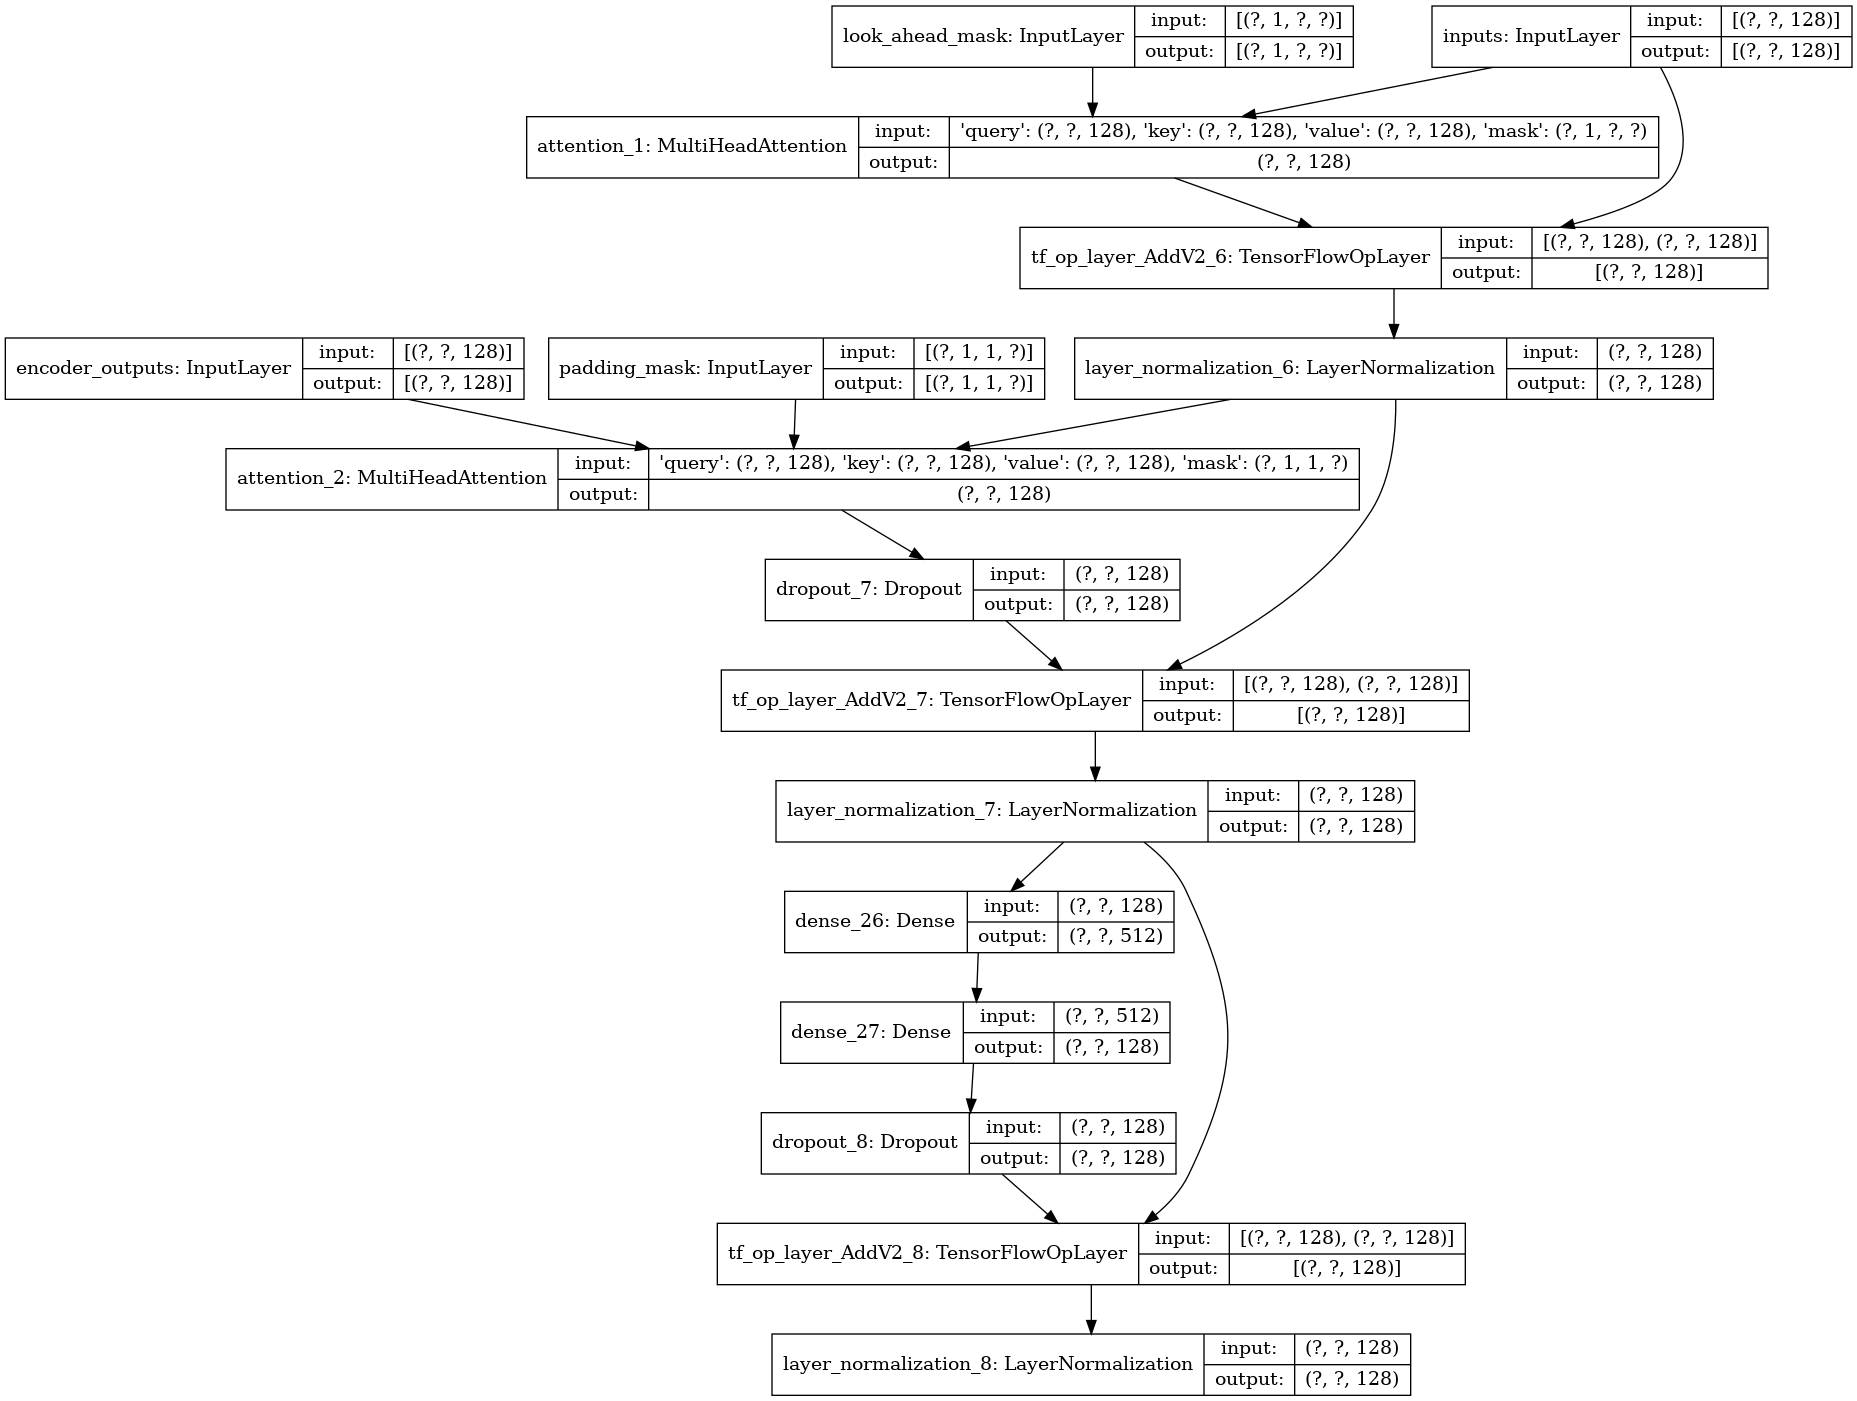 look_ahead_mask: InputLayer input: [(?, 1, ?, ?)]
output: [(?, 1, ?, ?)]
inputs: InputLayer input: [(?, ?, 128)]
output: [(?, ?, 128)]
attention_1: MultiHeadAttention input: 'query': (?, ?, 128), 'key': (?, ?, 128), 'value': (?, ?, 128), 'mask': (?, 1, ?, ?)
output: (?, ?, 128)
tf_op_layer_AddV2_6: TensorFlowOpLayer input: [(?, ?, 128), (?, ?, 128)]
output: [(?, ?, 128)]
encoder_outputs: InputLayer input: [(?, ?, 128)]
output: [(?, ?, 128)]
padding_mask: InputLayer input: [(?, 1, 1, ?)]
output: [(?, 1, 1, ?)]
layer_normalization_6: LayerNormalization input: (?, ?, 128)
output: (?, ?, 128)
attention_2: MultiHeadAttention input: 'query': (?, ?, 128), 'key': (?, ?, 128), 'value': (?, ?, 128), 'mask': (?, 1, 1, ?)
output: (?, ?, 128)
dropout_7: Dropout input: (?, ?, 128)
output: (?, ?, 128)
tf_op_layer_AddV2_7: TensorFlowOpLayer input: [(?, ?, 128), (?, ?, 128)]
output: [(?, ?, 128)]
layer_normalization_7: LayerNormalization input: (?, ?, 128)
output: (?, ?, 128)
dense_26: Dense input: (?, ?, 128)
output: (?, ?, 512)
dense_27: Dense input: (?, ?, 512)
output: (?, ?, 128)
dropout_8: Dropout input: (?, ?, 128)
output: (?, ?, 128)
tf_op_layer_AddV2_8: TensorFlowOpLayer input: [(?, ?, 128), (?, ?, 128)]
output: [(?, ?, 128)]
layer_normalization_8: LayerNormalization input: (?, ?, 128)
output: (?, ?, 128)